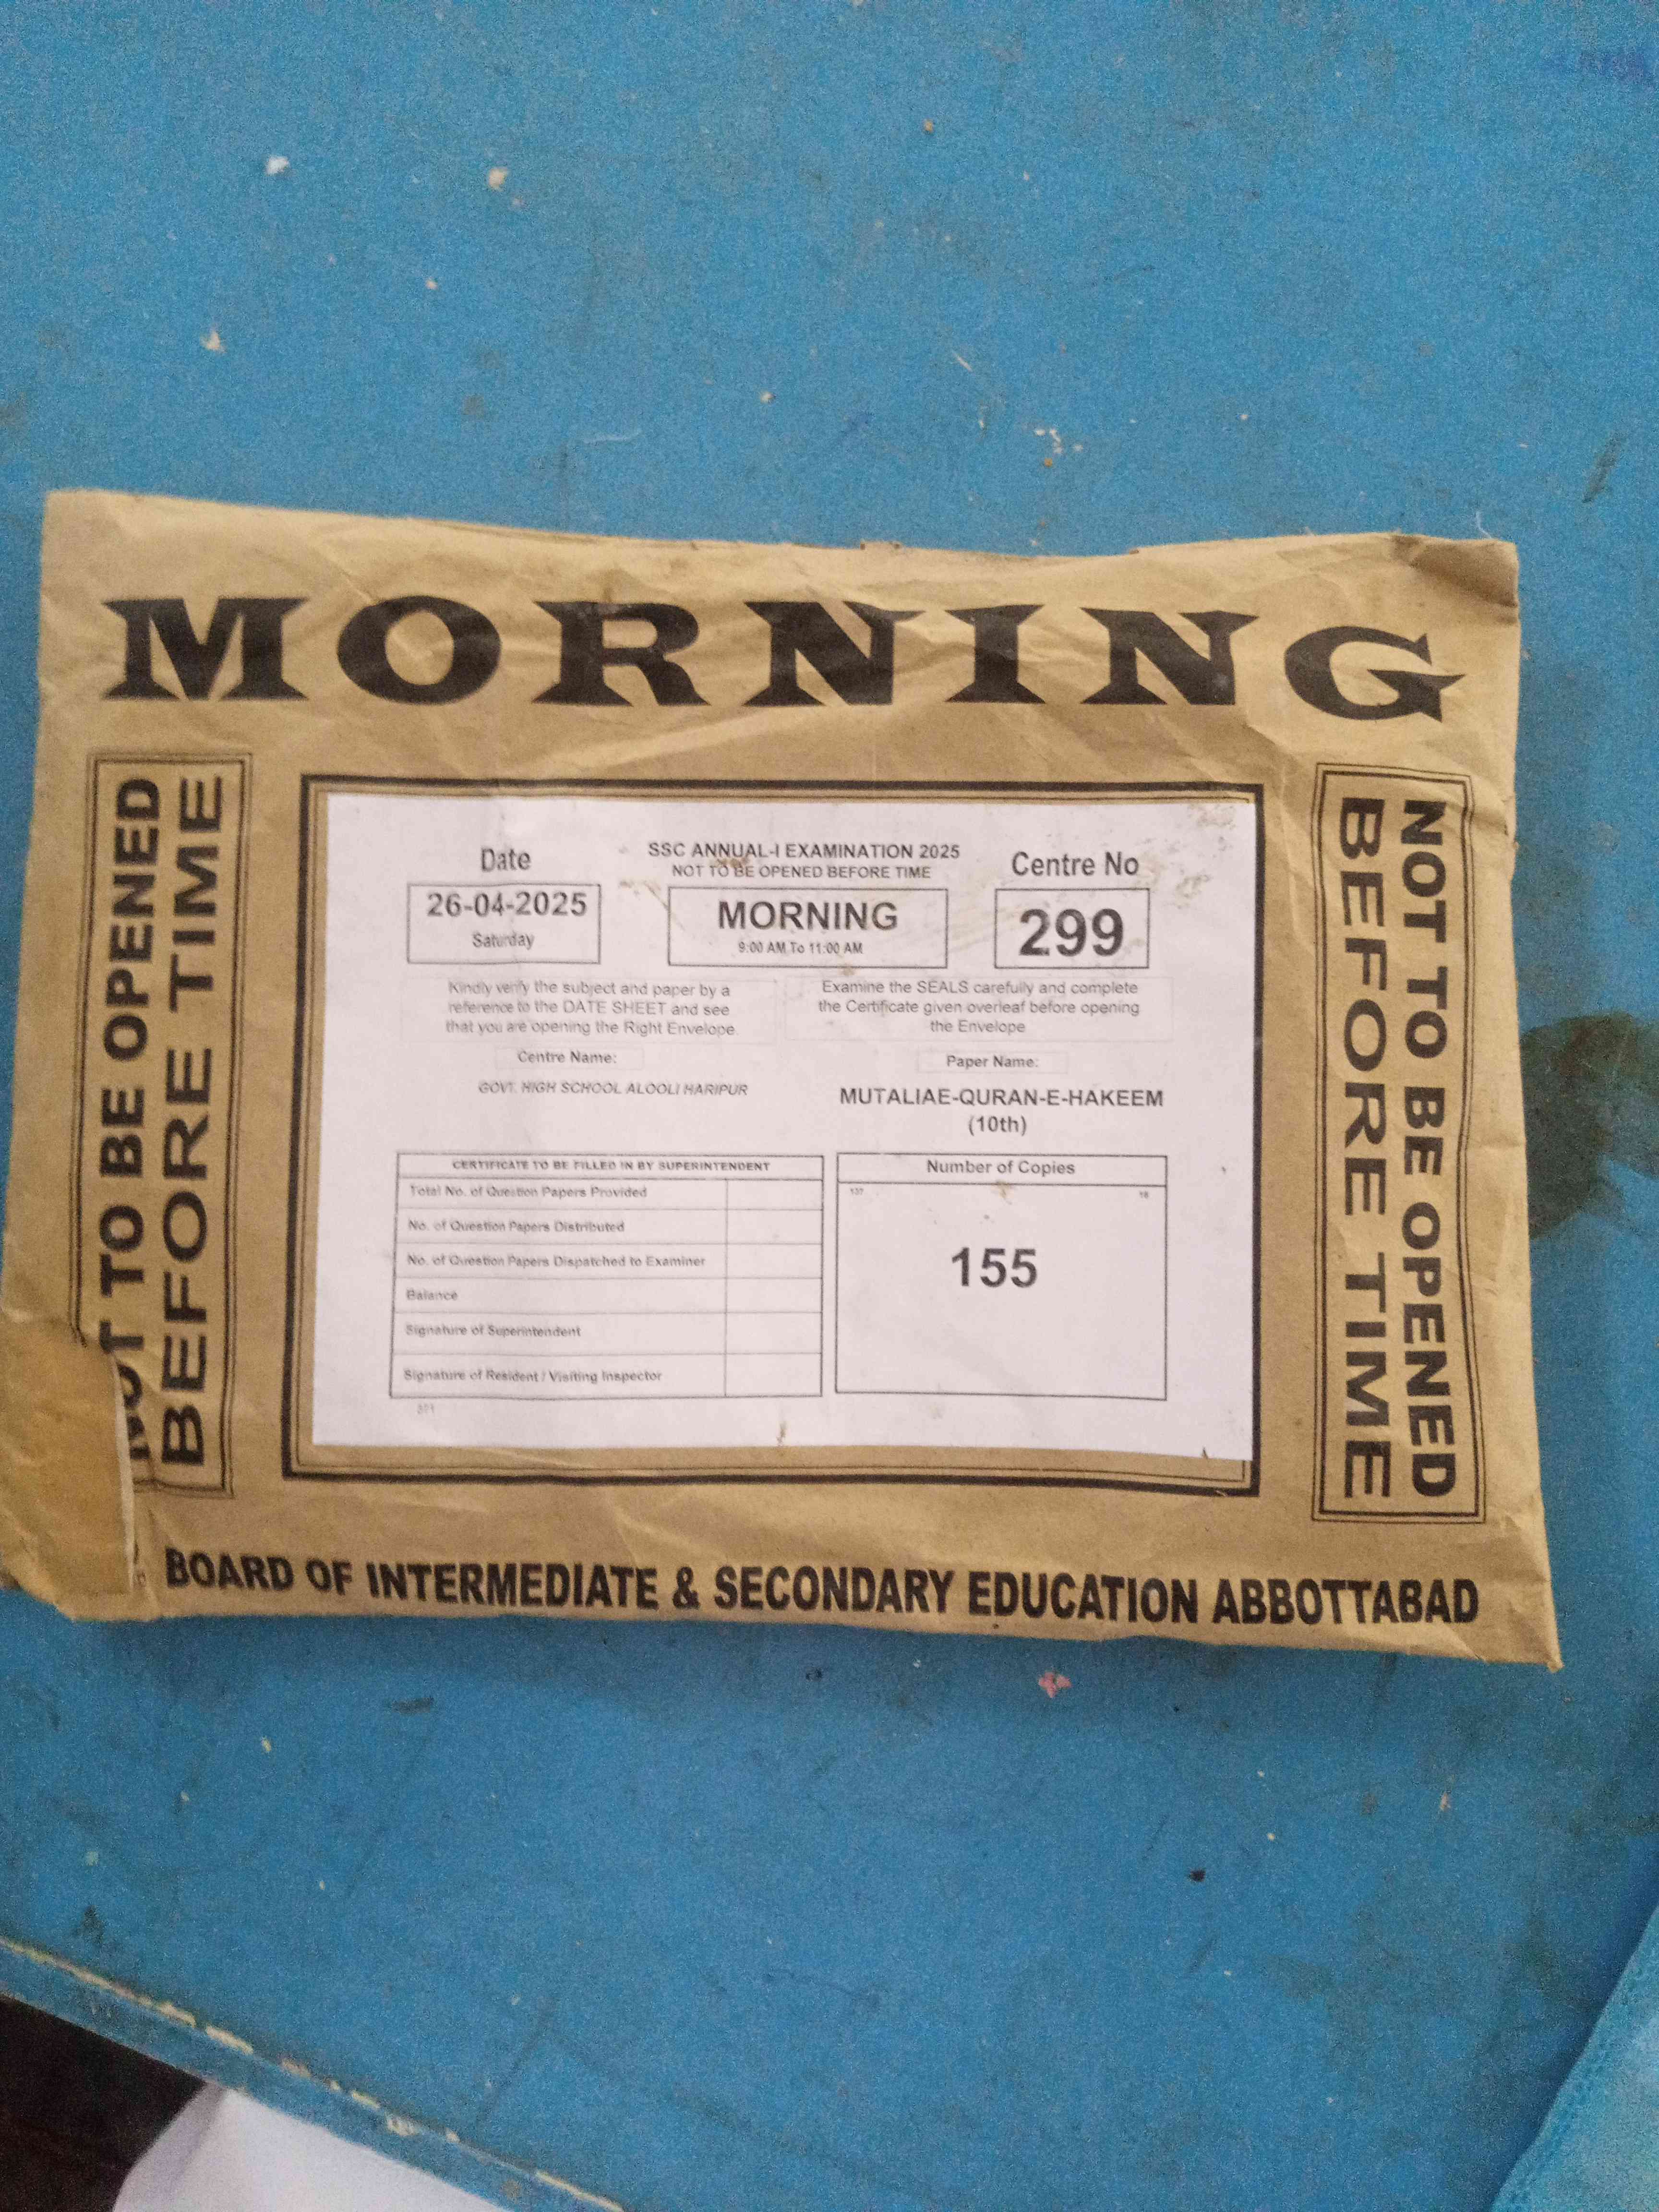 MORNING
NOT TO BE OPENED
BEFORE TIME
Date
26-04-2025
Saturday
SSC ANNUAL-I EXAMINATION 2025
NOT TO BE OPENED BEFORE TIME
MORNING
9:00 AM To 11:00 AM
Centre No
299
Kindly verify the subject and paper by a
reference to the DATE SHEET and see
that you are opening the Right Envelope.
Examine the SEALS carefully and complete
the Certificate given overleaf before opening
the Envelope
Centre Name:
GOVT. HIGH SCHOOL ALOOLI HARIPUR
Paper Name:
MUTALIAE-QURAN-E-HAKEEM
(10th)
CERTIFICATE TO BE FILLED IN BY SUPERINTENDENT
Total No. of Question Papers Provided
No. of Question Papers Distributed
No. of Question Papers Dispatched to Examiner
Balance
Signature of Superintendent
Signature of Resident / Visiting Inspector
Number of Copies
137 18
155
NOT TO BE OPENED
BEFORE TIME
BOARD OF INTERMEDIATE & SECONDARY EDUCATION ABBOTTABAD